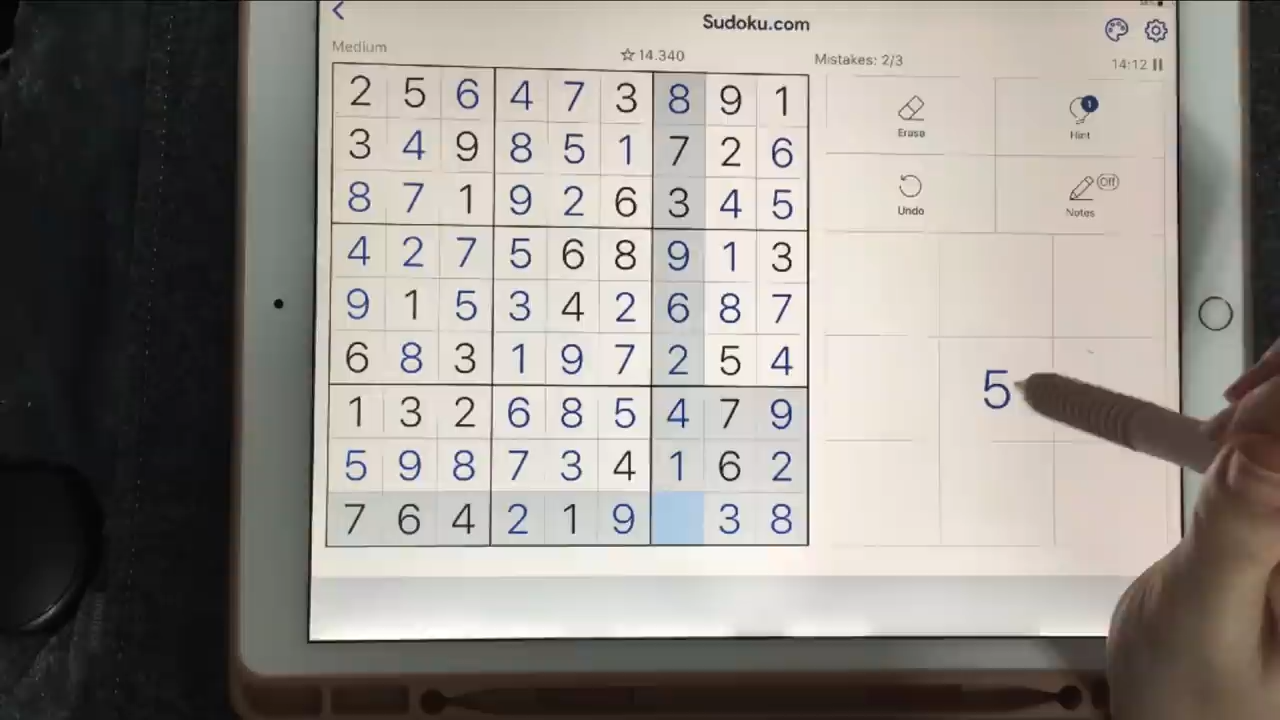 Sudoku.com
Medium
14.340
Mistakes: 2/3
14:12
2 5 6 4 7 3 8 9 1
3 4 9 8 5 1 7 2 6
8 7 1 9 2 6 3 4 5
4 2 7 5 6 8 9 1 3
9 1 5 3 4 2 6 8 7
6 8 3 1 9 7 2 5 4
1 3 2 6 8 5 4 7 9
5 9 8 7 3 4 1 6 2
7 6 4 2 1 9 3 8
1
Erase
Hint
Off
Undo
Notes
5